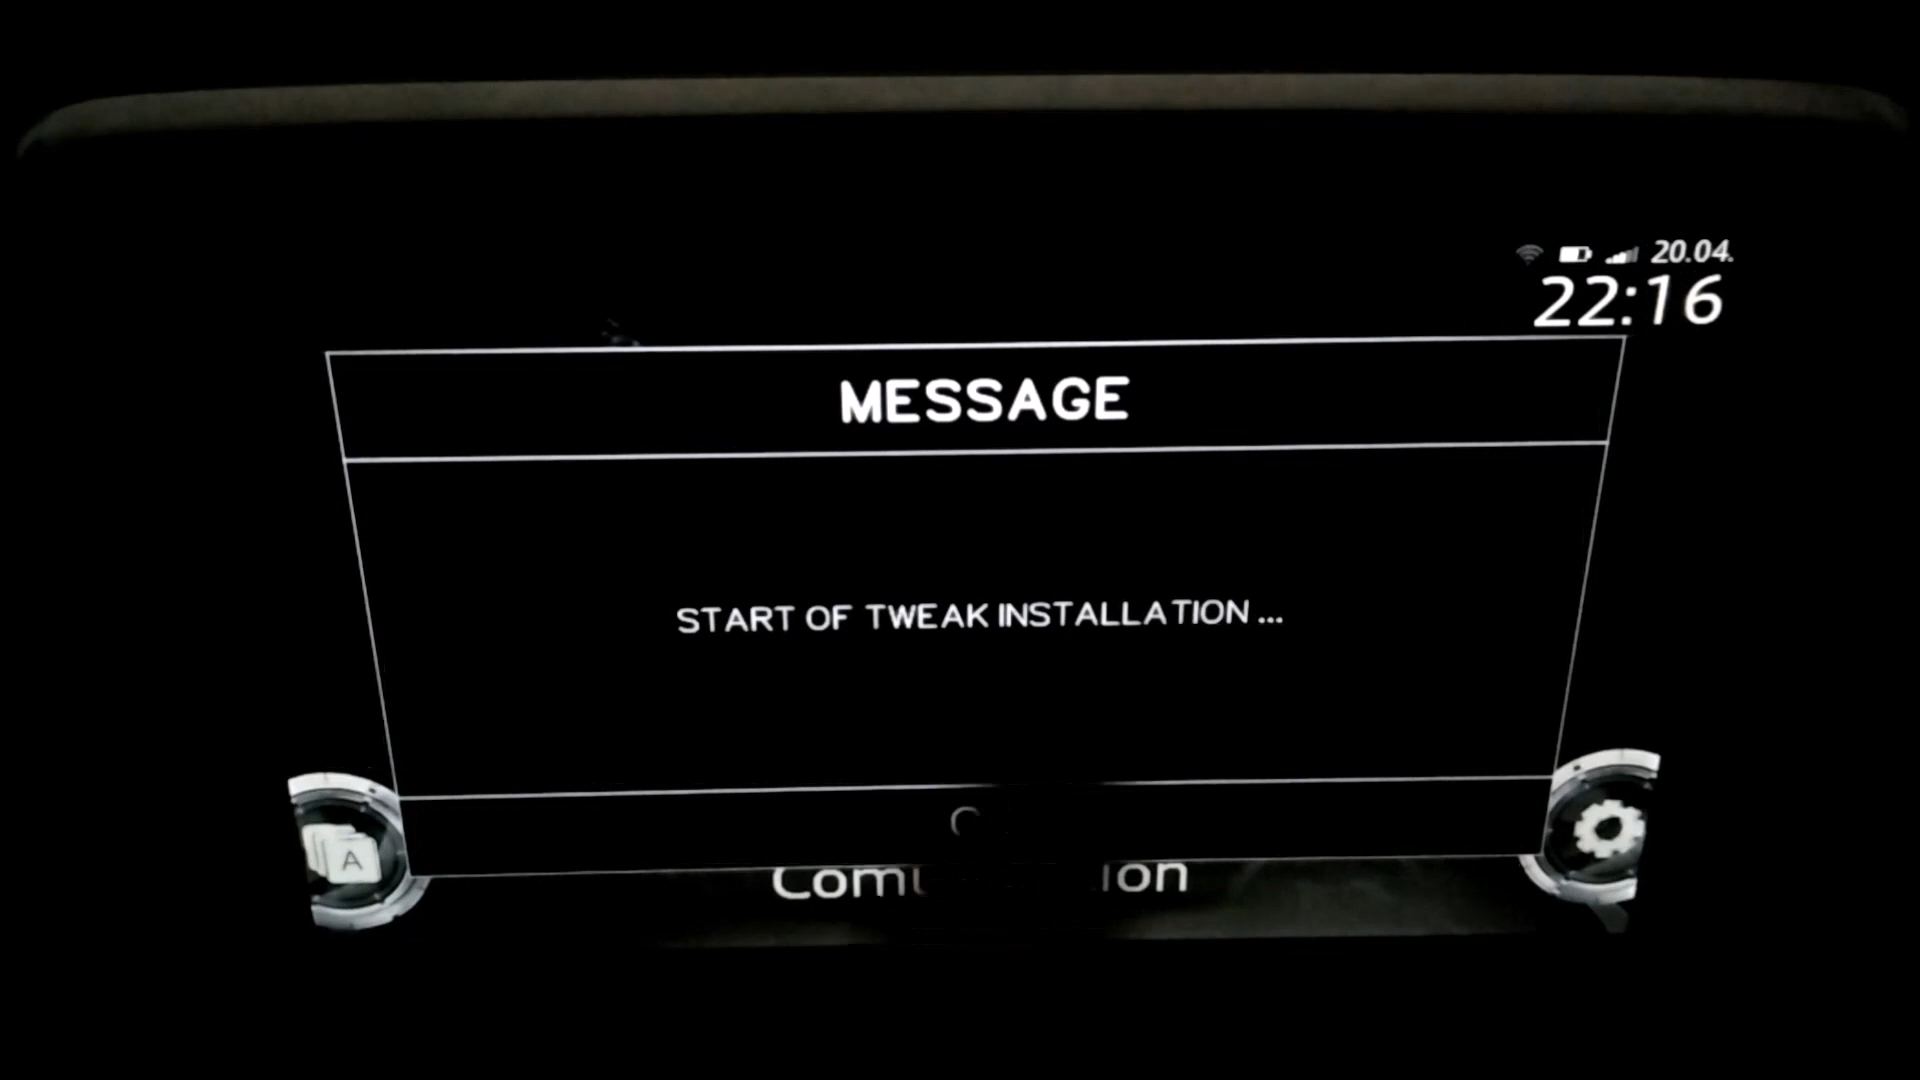 20.04.
22:16
MESSAGE
START OF TWEAK INSTALLATION ...
A